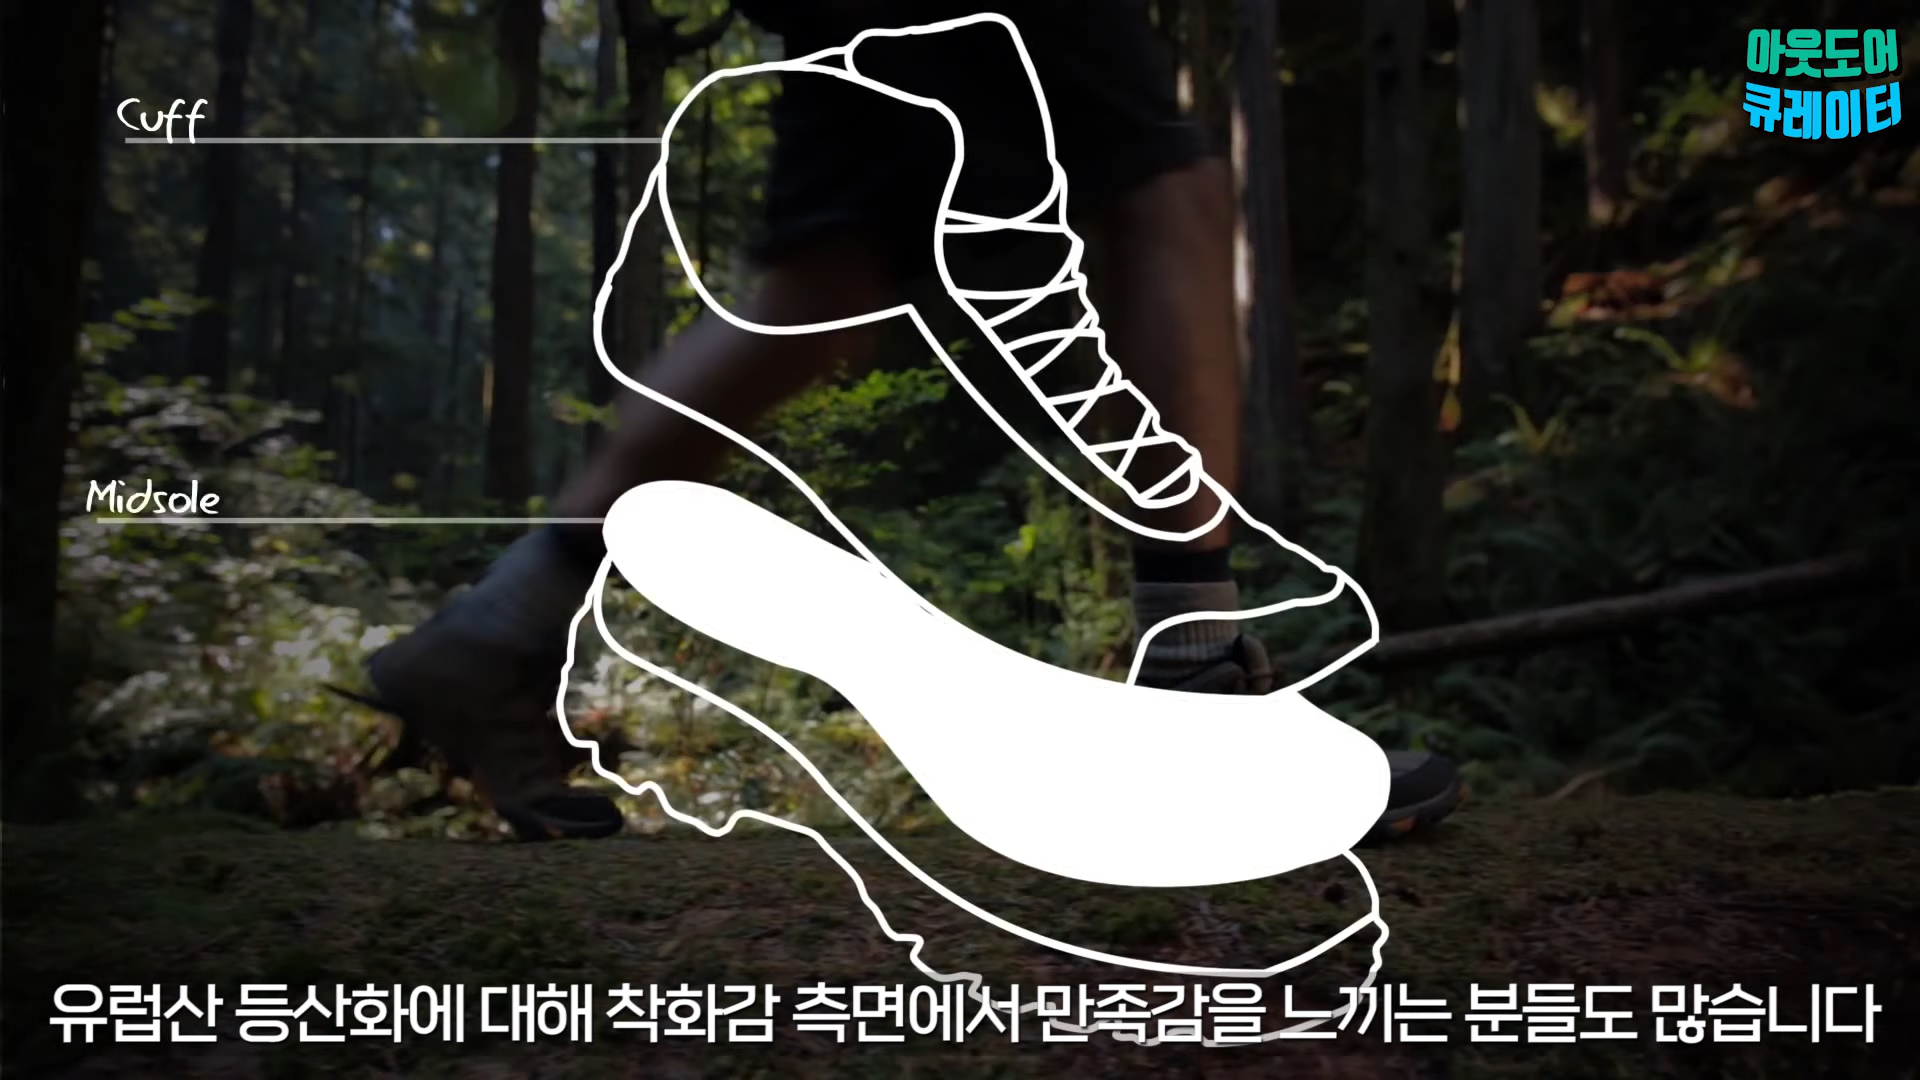 아웃도어
큐레이터
Cuff
Midsole
유럽산 등산화에 대해 착화감 측면에서 만족감을 느끼는 분들도 많습니다